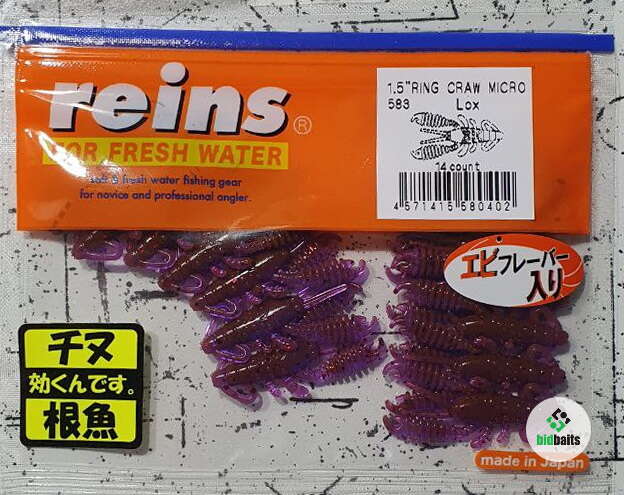 reins®
FOR FRESH WATER
salt & fresh water fishing gear
for novice and professional angler.
1.5"RING CRAW MICRO
583 Lox
14 count
4 571415 680402
エビフレーバー
入り
チヌ
効くんです。
根魚
bidbaits
made in Japan